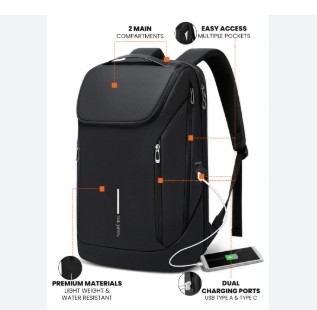 2 MAIN
COMPARTMENTS
EASY ACCESS
MULTIPLE POCKETS
PREMIUM MATERIALS
LIGHT WEIGHT &
WATER RESISTANT
DUAL
CHARGING PORTS
USB TYPE A & TYPE C